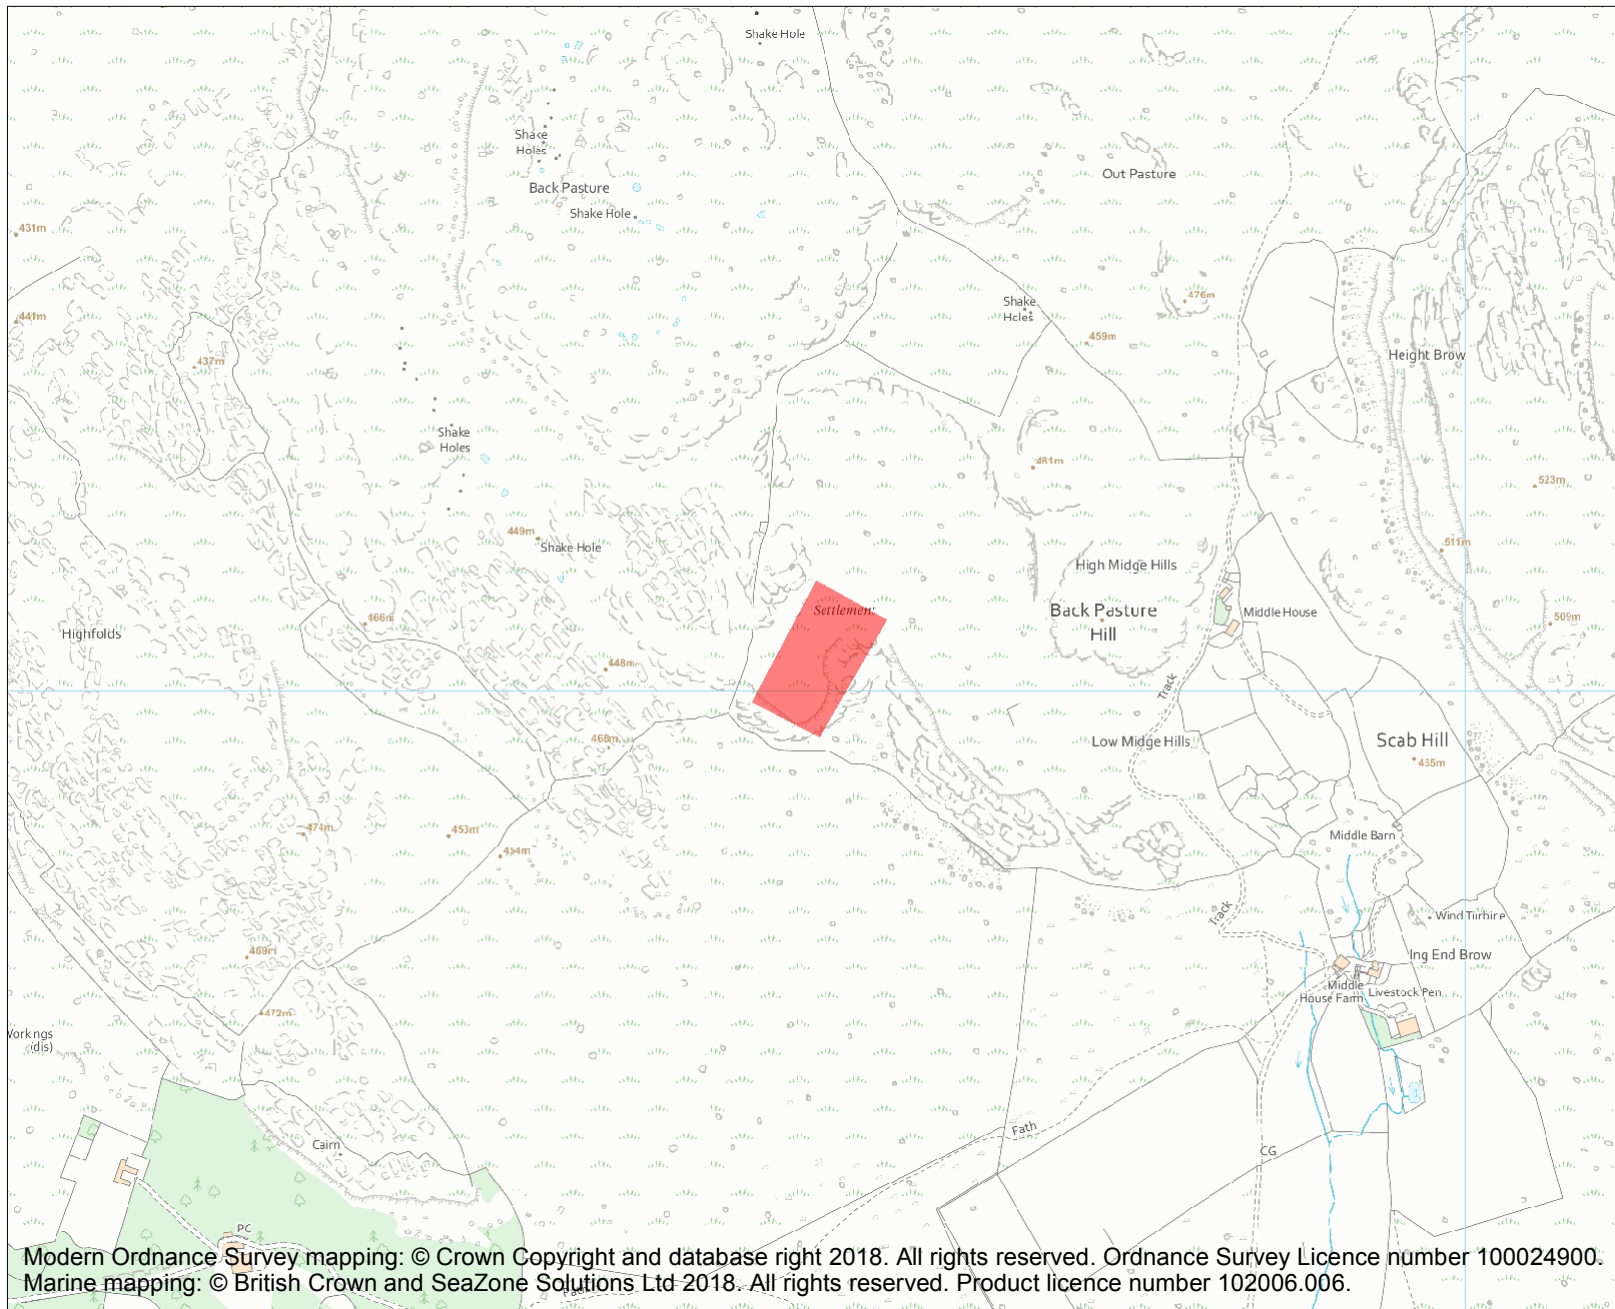 Shake Hole
Shake
Holes
Back Pasture
Out Pasture
Shake Hole
431m
476m
Shake
Holes
441m
459m
Height Brow
437m
Shake
Holes
481m
523m
449m
Shake Hole
511m
High Midge Hills
Settlement
Back Pasture
Hill
Middle House
466m
509m
Highfolds
448m
Track
468m
Low Midge Hills
Scab Hill
455m
474m
453m
Middle Barn
454m
Track
Wind Turbine
469m
Ing End Brow
Middle
House Farm
Livestock Pen
472m
Workings
(dis)
Path
Cairn
CG
PC
Modern Ordnance Survey mapping: © Crown Copyright and database right 2018. All rights reserved. Ordnance Survey Licence number 100024900.
Marine mapping: © British Crown and SeaZone Solutions Ltd 2018. All rights reserved. Product licence number 102006.006.